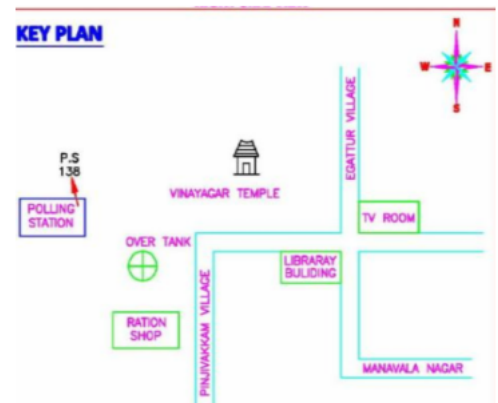 KEY PLAN
N
W
E
S
EGATTUR VILLAGE
P.S
138
VINAYAGAR TEMPLE
POLLING
STATION
TV ROOM
OVER TANK
LIBRARAY
BULIDING
PINJIVAKKAM VILLAGE
RATION
SHOP
MANAVALA NAGAR